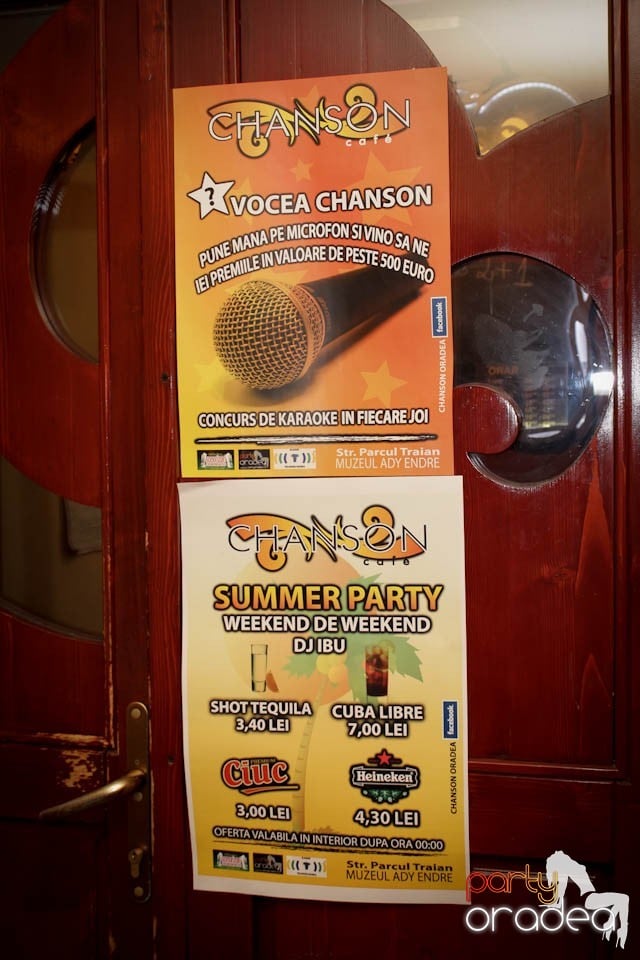 CHANSON
café
? VOCEA CHANSON
PUNE MANA PE MICROFON SI VINO SA NE
IEI PREMIILE IN VALOARE DE PESTE 500 EURO
facebook
CHANSON ORADEA
CONCURS DE KARAOKE IN FIECARE JOI
Str. Parcul Traian
MUZEUL ADY ENDRE
CHANSON
café
SUMMER PARTY
WEEKEND DE WEEKEND
DJ IBU
SHOT TEQUILA
3,40 LEI
CUBA LIBRE
7,00 LEI
facebook
CHANSON ORADEA
PREMIUM
Ciuc
3,00 LEI
Heineken
4,30 LEI
OFERTA VALABILA IN INTERIOR DUPA ORA 00:00
Str. Parcul Traian
MUZEUL ADY ENDRE
party
oradea